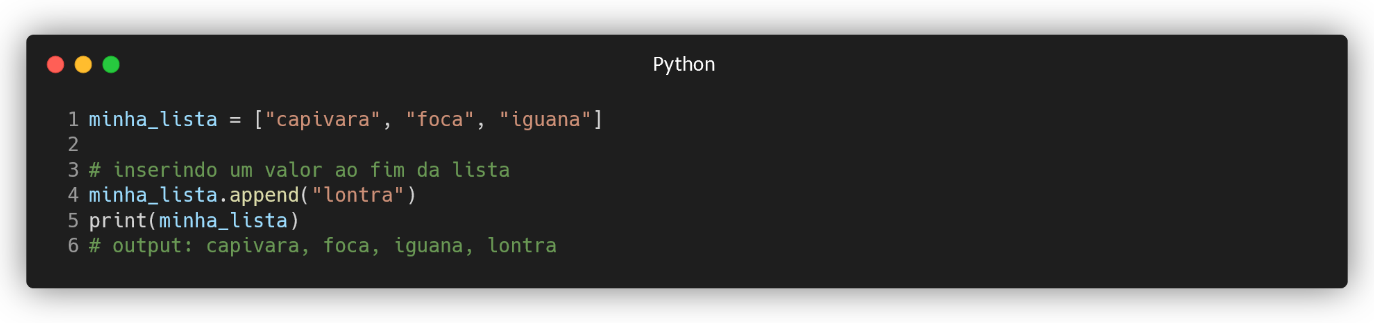 Python
1 minha_lista = ["capivara", "foca", "iguana"]
2
3 # inserindo um valor ao fim da lista
4 minha_lista.append("lontra")
5 print(minha_lista)
6 # output: capivara, foca, iguana, lontra